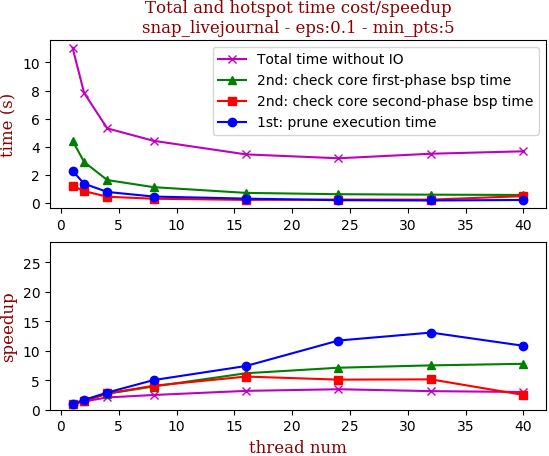 Total and hotspot time cost/speedup
snap_livejournal - eps:0.1 - min_pts:5
time (s)
10
8
6
4
2
0
Total time without IO
2nd: check core first-phase bsp time
2nd: check core second-phase bsp time
1st: prune execution time
0 5 10 15 20 25 30 35 40
speedup
25
20
15
10
5
0
0 5 10 15 20 25 30 35 40
thread num